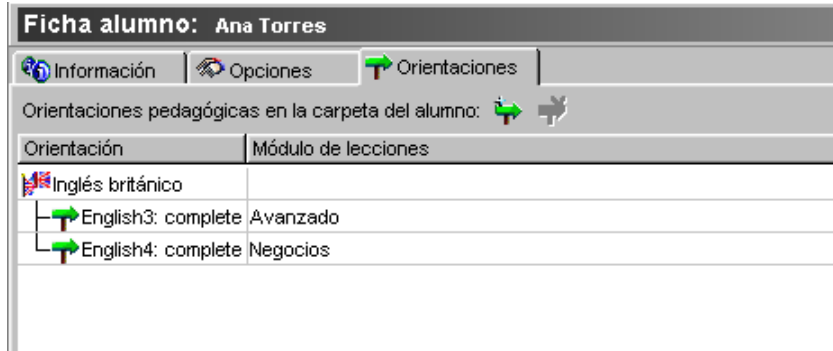 Ficha alumno: Ana Torres
Información Opciones Orientaciones
Orientaciones pedagógicas en la carpeta del alumno:
Orientación Módulo de lecciones
Inglés británico
English3: complete Avanzado
English4: complete Negocios